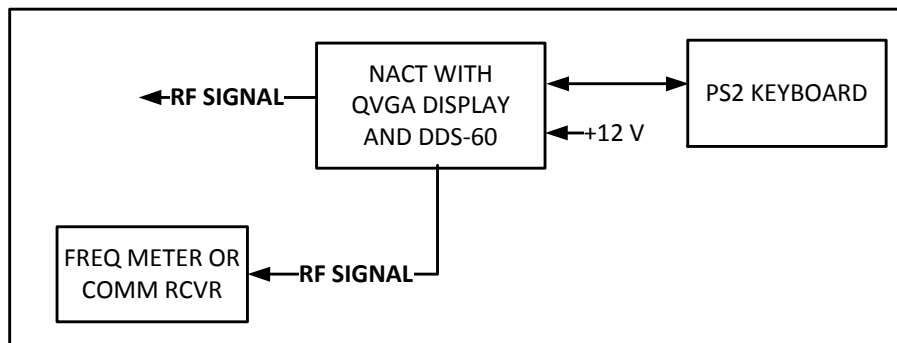 NACT WITH
QVGA DISPLAY
AND DDS-60
RF SIGNAL
PS2 KEYBOARD
+12 V
FREQ METER OR
COMM RCVR
RF SIGNAL